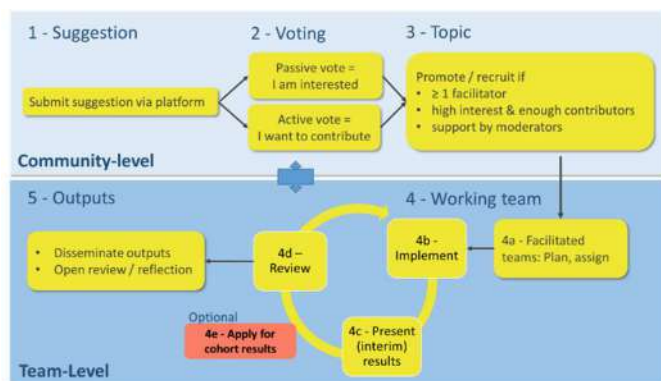 1 - Suggestion
2 - Voting
3 - Topic
Submit suggestion via platform
Passive vote =
I am interested
Active vote =
I want to contribute
Promote / recruit if
• ≥ 1 facilitator
• high interest & enough contributors
• support by moderators
Community-level
5 - Outputs
4 - Working team
• Disseminate outputs
• Open review / reflection
4d –
Review
4b -
Implement
4a - Facilitated
teams: Plan, assign
Optional
4e - Apply for
cohort results
4c - Present
(interim)
results
Team-Level